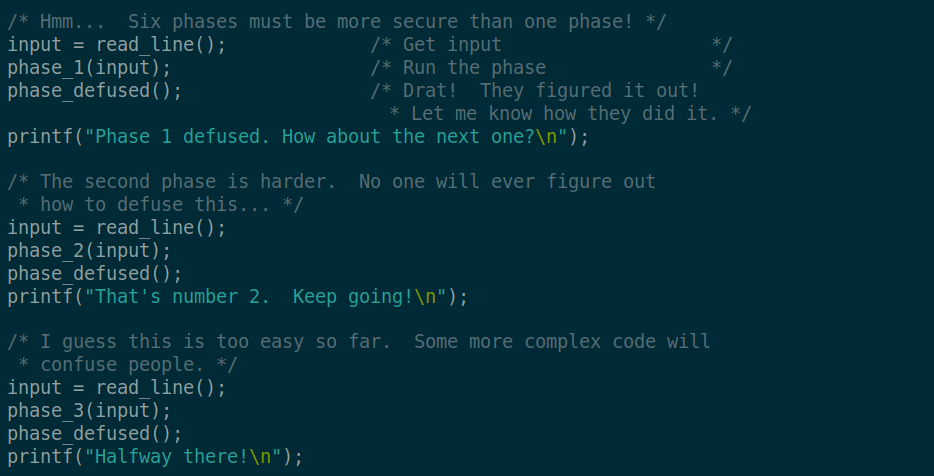 /* Hmm...  Six phases must be more secure than one phase! */
input = read_line();             /* Get input                   */
phase_1(input);                  /* Run the phase               */
phase_defused();                 /* Drat!  They figured it out!
                                  * Let me know how they did it. */
printf("Phase 1 defused. How about the next one?\n");

/* The second phase is harder.  No one will ever figure out
 * how to defuse this... */
input = read_line();
phase_2(input);
phase_defused();
printf("That's number 2.  Keep going!\n");

/* I guess this is too easy so far.  Some more complex code will
 * confuse people. */
input = read_line();
phase_3(input);
phase_defused();
printf("Halfway there!\n");